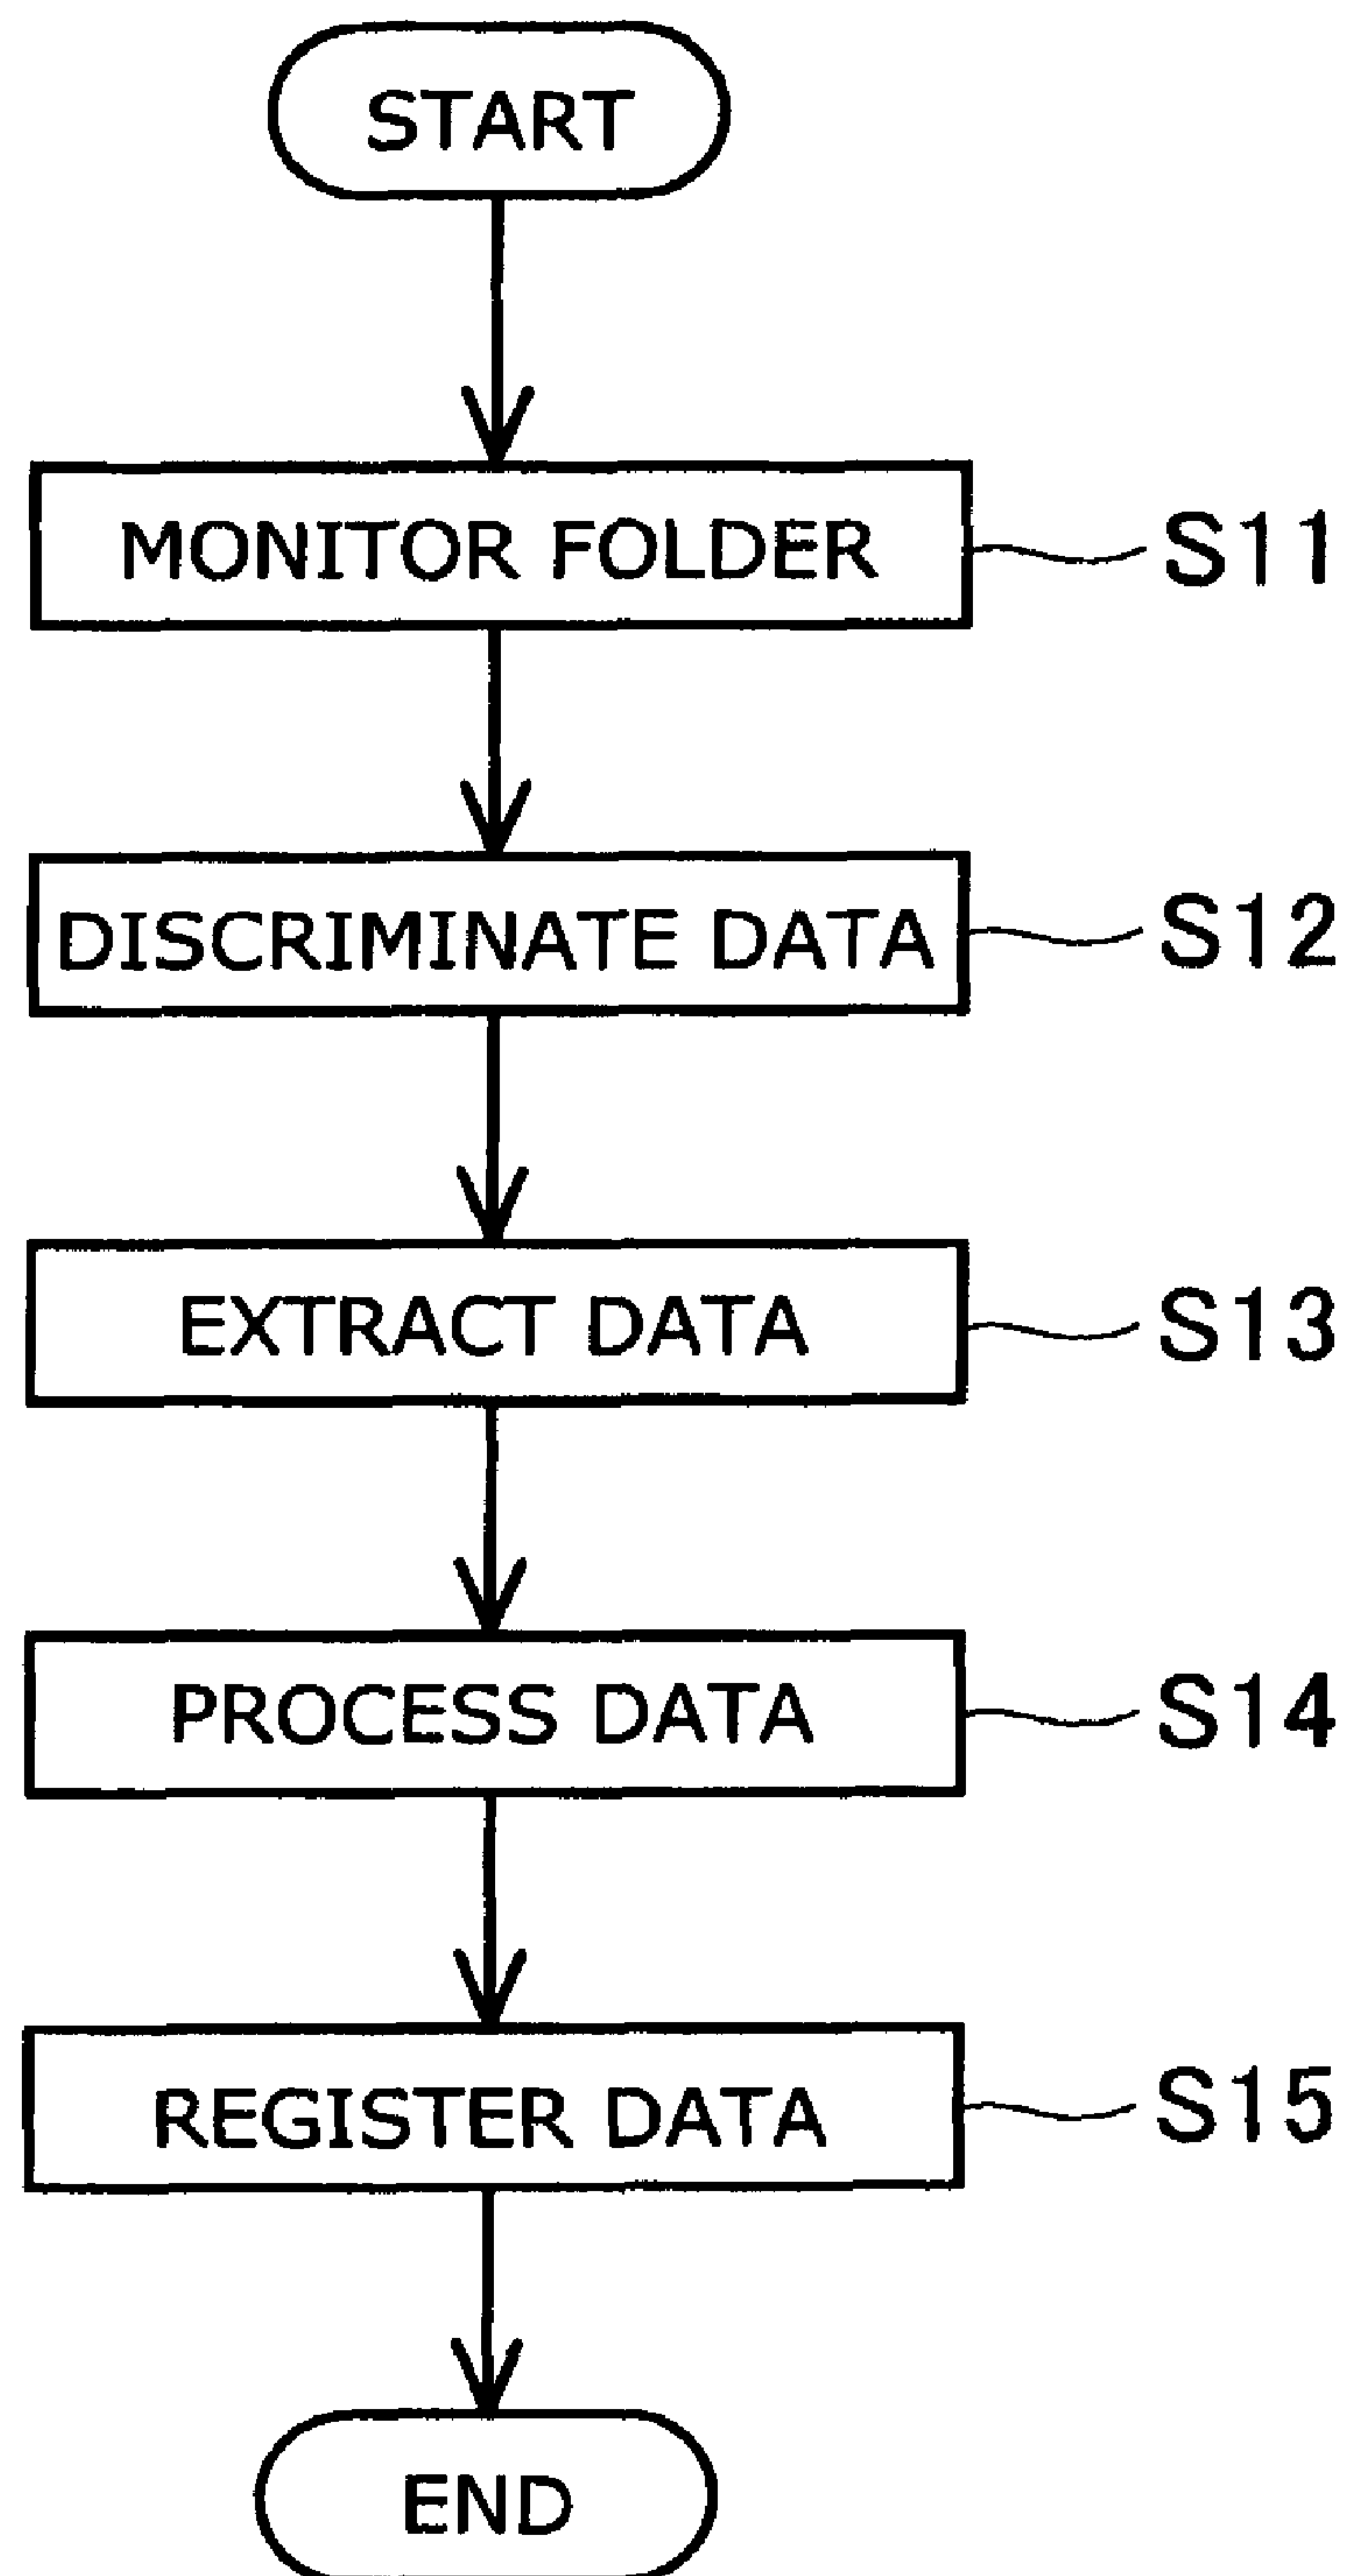 START
MONITOR FOLDER S11
DISCRIMINATE DATA S12
EXTRACT DATA S13
PROCESS DATA S14
REGISTER DATA S15
END